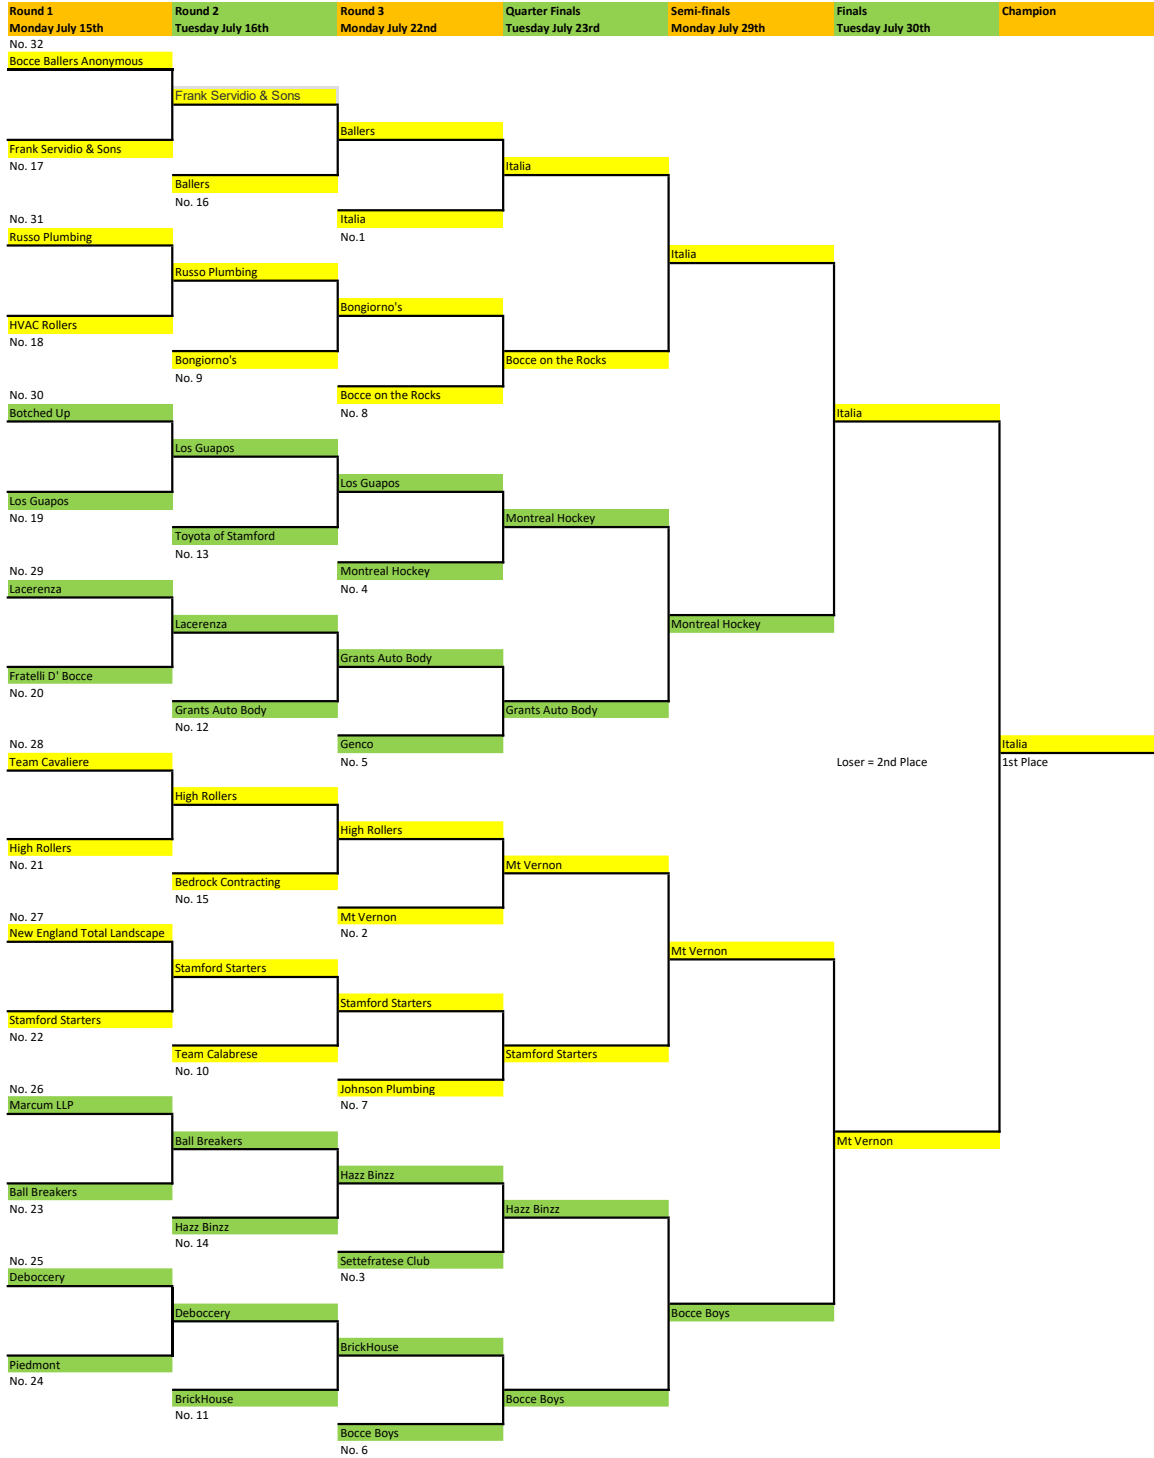 Round 1
Monday July 15th
Round 2
Tuesday July 16th
Round 3
Monday July 22nd
Quarter Finals
Tuesday July 23rd
Semi-finals
Monday July 29th
Finals
Tuesday July 30th
Champion
No. 32
Bocce Ballers Anonymous
Frank Servidio & Sons
No. 17
No. 31
Russo Plumbing
HVAC Rollers
No. 18
No. 30
Botched Up
Los Guapos
No. 19
No. 29
Lacerenza
Fratelli D' Bocce
No. 20
No. 28
Team Cavaliere
High Rollers
No. 21
No. 27
New England Total Landscape
Stamford Starters
No. 22
No. 26
Marcum LLP
Ball Breakers
No. 23
No. 25
Deboccery
Piedmont
No. 24
Frank Servidio & Sons
Ballers
No. 16
Russo Plumbing
Bongiorno's
No. 9
Los Guapos
Toyota of Stamford
No. 13
Lacerenza
Grants Auto Body
No. 12
High Rollers
Bedrock Contracting
No. 15
Stamford Starters
Team Calabrese
No. 10
Ball Breakers
Hazz Binzz
No. 14
Deboccery
BrickHouse
No. 11
Ballers
Italia
No.1
Bongiorno's
Bocce on the Rocks
No. 8
Los Guapos
Montreal Hockey
No. 4
Grants Auto Body
Genco
No. 5
High Rollers
Mt Vernon
No. 2
Stamford Starters
Johnson Plumbing
No. 7
Hazz Binzz
Settefratese Club
No.3
BrickHouse
Bocce Boys
No. 6
Italia
Bocce on the Rocks
Montreal Hockey
Grants Auto Body
Mt Vernon
Stamford Starters
Hazz Binzz
Bocce Boys
Italia
Montreal Hockey
Mt Vernon
Bocce Boys
Italia
Loser = 2nd Place
Mt Vernon
Italia
1st Place